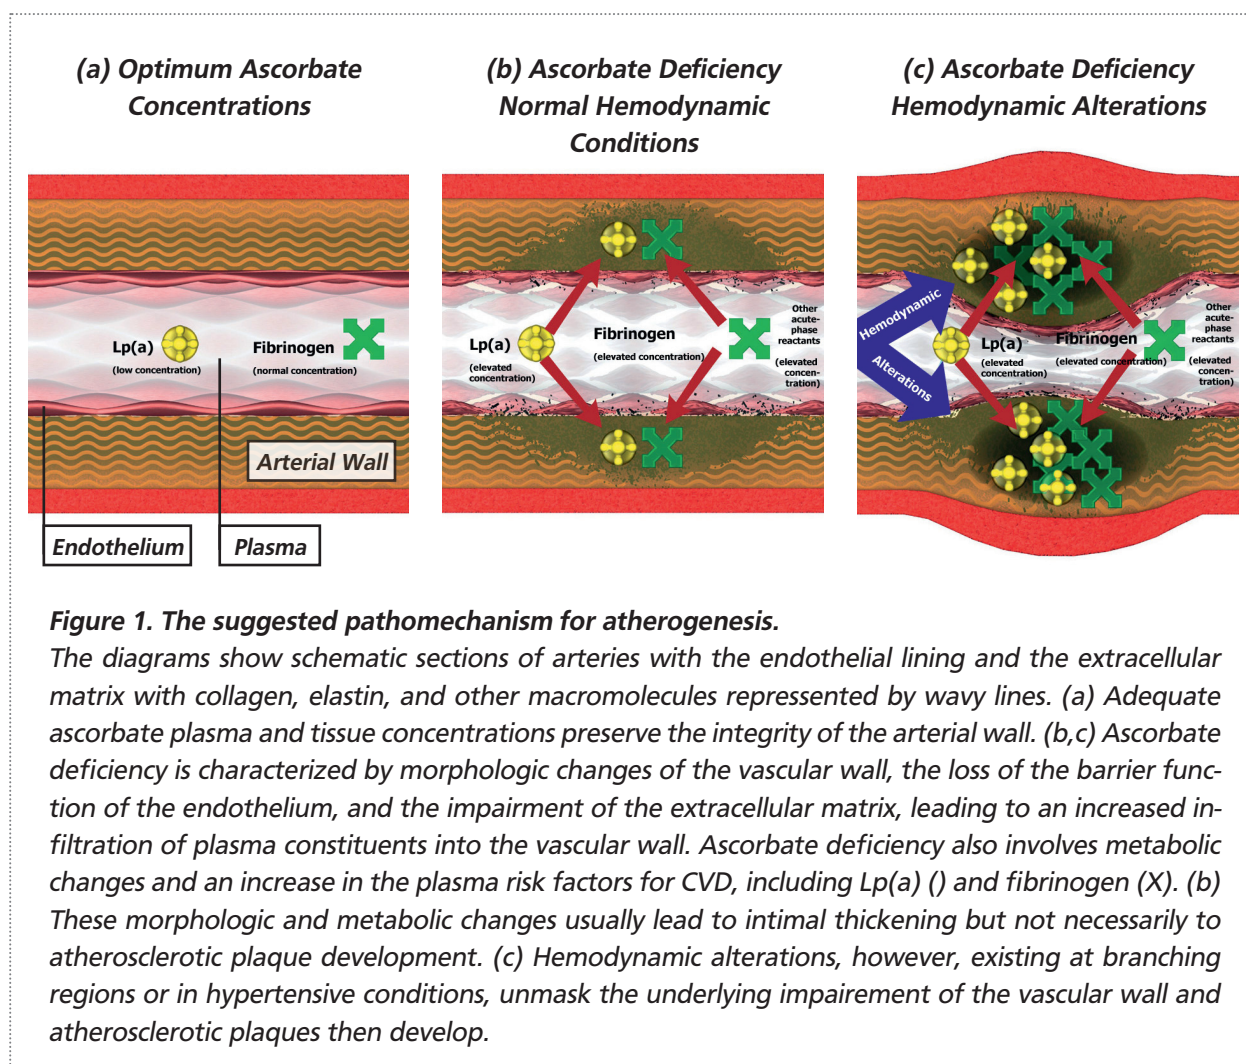 (a) Optimum Ascorbate
Concentrations
(b) Ascorbate Deficiency
Normal Hemodynamic
Conditions
(c) Ascorbate Deficiency
Hemodynamic Alterations
Lp(a)
(low concentration)
Fibrinogen
(normal concentration)
Arterial Wall
Endothelium
Plasma
Lp(a)
(elevated
concentration)
Fibrinogen
(elevated concentration)
Other
acute-
phase
reactants
(elevated
concen-
tration)
Hemodynamic
Alterations
Lp(a)
(elevated
concentration)
Fibrinogen
(elevated concentration)
Other
acute-
phase
reactants
(elevated
concen-
tration)
Figure 1. The suggested pathomechanism for atherogenesis.
The diagrams show schematic sections of arteries with the endothelial lining and the extracellular
matrix with collagen, elastin, and other macromolecules repressented by wavy lines. (a) Adequate
ascorbate plasma and tissue concentrations preserve the integrity of the arterial wall. (b,c) Ascorbate
deficiency is characterized by morphologic changes of the vascular wall, the loss of the barrier func-
tion of the endothelium, and the impairment of the extracellular matrix, leading to an increased in-
filtration of plasma constituents into the vascular wall. Ascorbate deficiency also involves metabolic
changes and an increase in the plasma risk factors for CVD, including Lp(a) () and fibrinogen (X). (b)
These morphologic and metabolic changes usually lead to intimal thickening but not necessarily to
atherosclerotic plaque development. (c) Hemodynamic alterations, however, existing at branching
regions or in hypertensive conditions, unmask the underlying impairement of the vascular wall and
atherosclerotic plaques then develop.